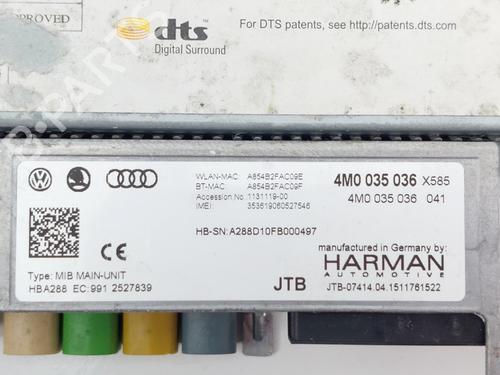 PROVED
dts
Digital Surround
For DTS patents, see http://patents.dts.com
B-PARTS
WLAN-MAC: A854B2FAC09E
BT-MAC: A854B2FAC09F
Accession No.: 1131119-00
IMEI: 353619060527546
4M0 035 036 X585
4M0 035 036 041
HB-SN:A288D10FB000497
manufactured in Germany by:
HARMAN
AUTOMOTIVE
Type: MIB MAIN-UNIT
HBA288 EC:991 2527839
JTB
JTB-07414.04.1511761522